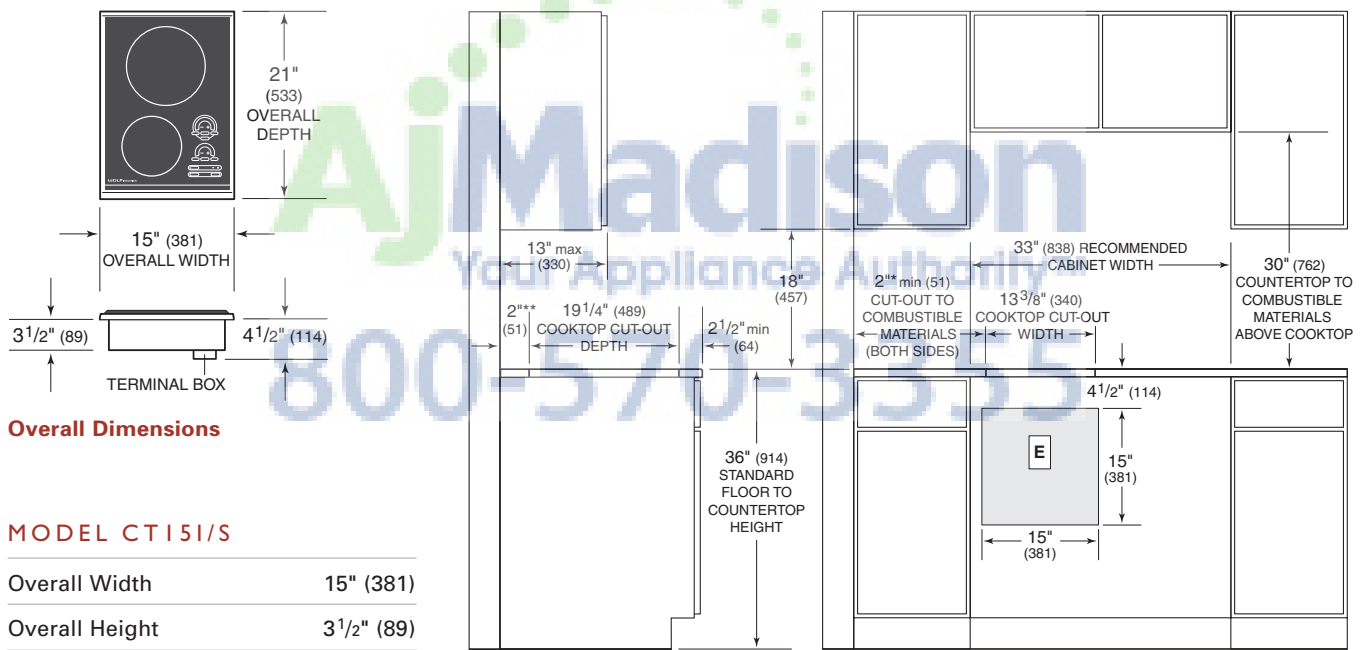 21"
(533)
OVERALL
DEPTH
15" (381)
OVERALL WIDTH
3 1/2" (89)
4 1/2" (114)
TERMINAL BOX
Overall Dimensions
MODEL CT15I/S
Overall Width 15" (381)
Overall Height 3 1/2" (89)
13" max
(330)
18"
(457)
2"**
(51)
19 1/4" (489)
COOKTOP CUT-OUT
DEPTH
2 1/2" min
(64)
36" (914)
STANDARD
FLOOR TO
COUNTERTOP
HEIGHT
33" (838) RECOMMENDED
CABINET WIDTH
2"* min (51)
CUT-OUT TO
COMBUSTIBLE
MATERIALS
(BOTH SIDES)
13 3/8" (340)
COOKTOP CUT-OUT
WIDTH
30" (762)
COUNTERTOP TO
COMBUSTIBLE
MATERIALS
ABOVE COOKTOP
4 1/2" (114)
E
15"
(381)
15"
(381)
AjMadison
Your Appliance Authority™
800-570-3355